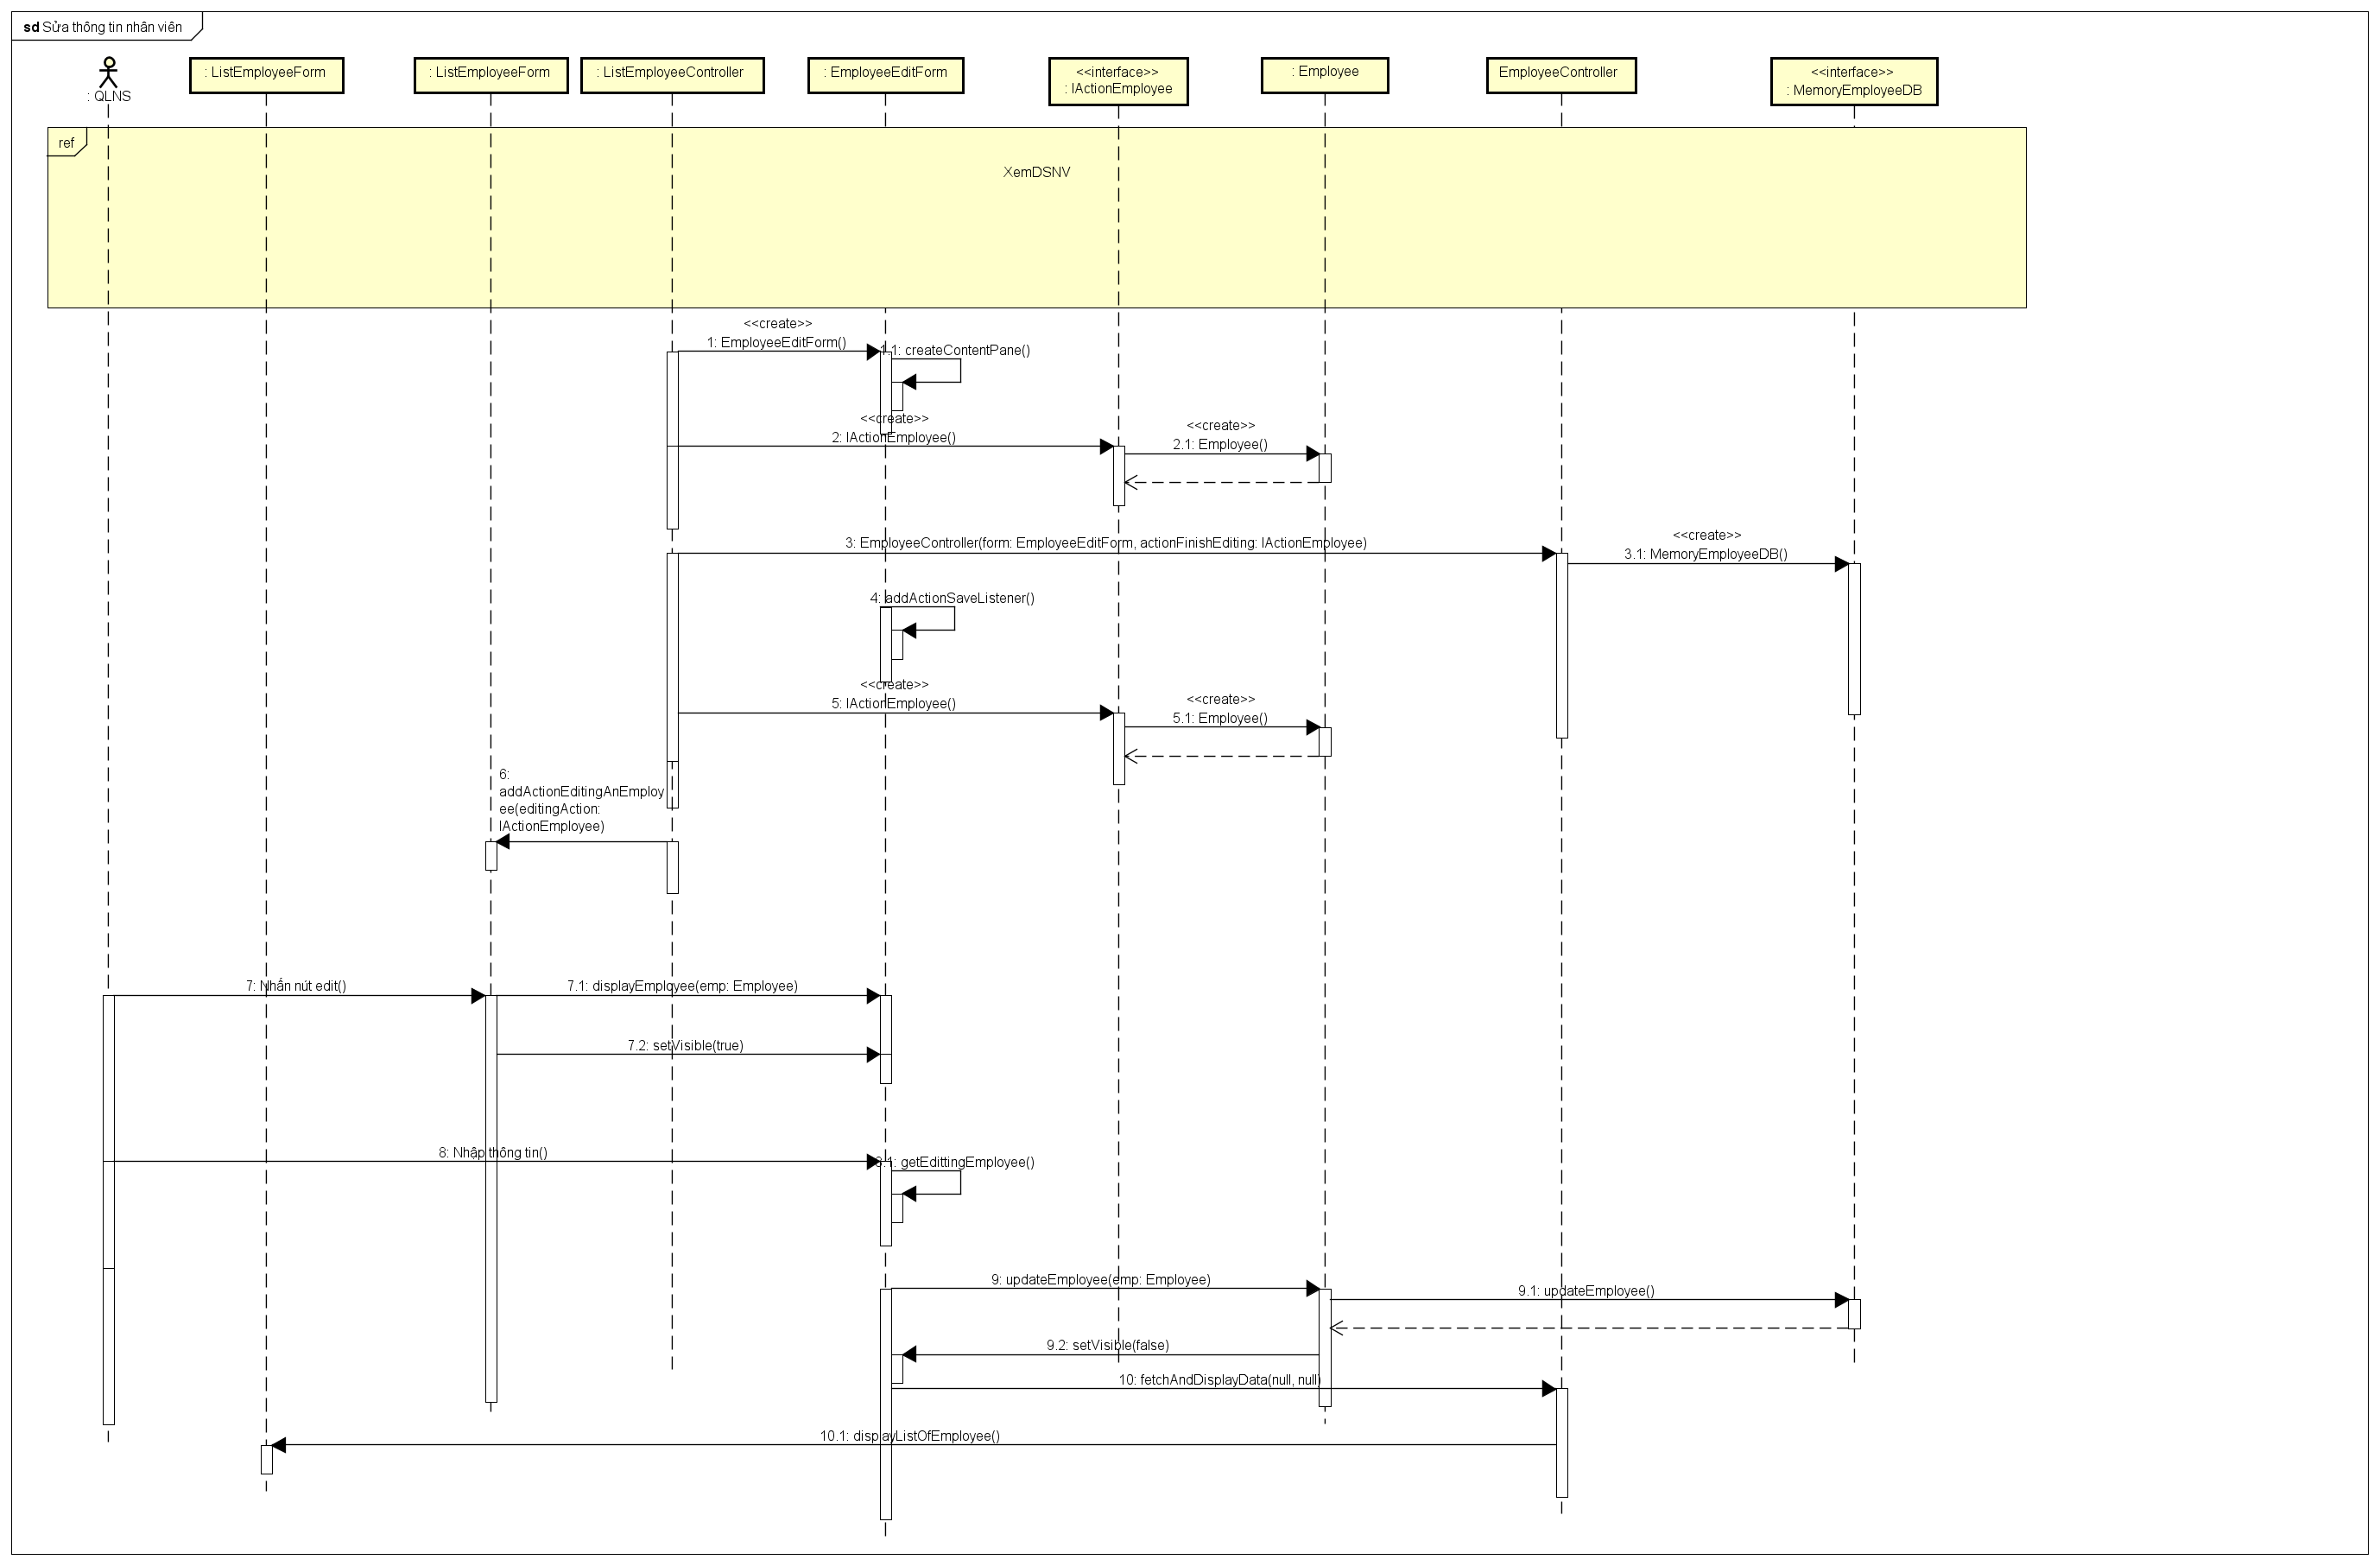 sd Sửa thông tin nhân viên
: QLNS
: ListEmployeeForm
: ListEmployeeForm
: ListEmployeeController
: EmployeeEditForm
<<interface>>
: IActionEmployee
: Employee
EmployeeController
<<interface>>
: MemoryEmployeeDB
ref
XemDSNV
<<create>>
1: EmployeeEditForm()
1.1: createContentPane()
<<create>>
2: IActionEmployee()
<<create>>
2.1: Employee()
3: EmployeeController(form: EmployeeEditForm, actionFinishEditing: IActionEmployee)
<<create>>
3.1: MemoryEmployeeDB()
4: addActionSaveListener()
<<create>>
5: IActionEmployee()
<<create>>
5.1: Employee()
6:
addActionEditingAnEmploy
ee(editingAction:
IActionEmployee)
7: Nhấn nút edit()
7.1: displayEmployee(emp: Employee)
7.2: setVisible(true)
8: Nhập thông tin()
8.1: getEdittingEmployee()
9: updateEmployee(emp: Employee)
9.1: updateEmployee()
9.2: setVisible(false)
10: fetchAndDisplayData(null, null)
10.1: displayListOfEmployee()